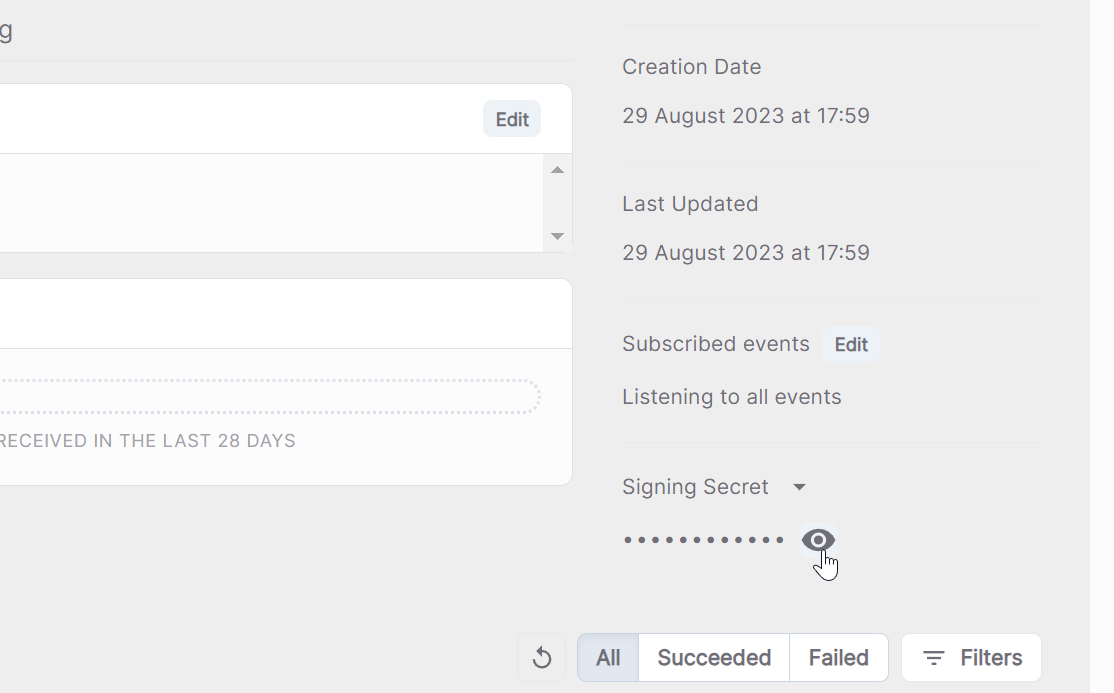 g
Edit
RECEIVED IN THE LAST 28 DAYS
Creation Date
29 August 2023 at 17:59
Last Updated
29 August 2023 at 17:59
Subscribed events Edit
Listening to all events
Signing Secret
••••••••••••
All Succeeded Failed Filters